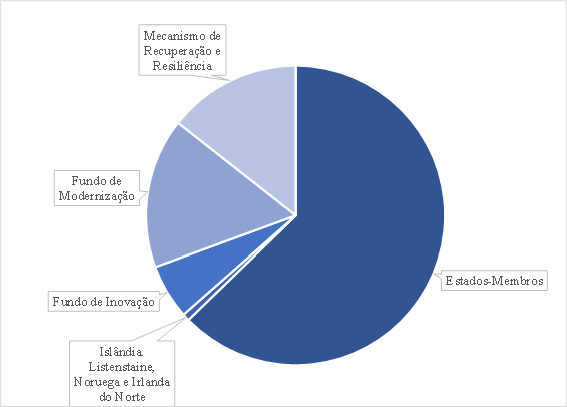 Mecanismo de
Recuperação e
Resiliência
Fundo de
Modernização
Estados-Membros
Fundo de Inovação
Islândia
Listenstaine,
Noruega e Irlanda
do Norte